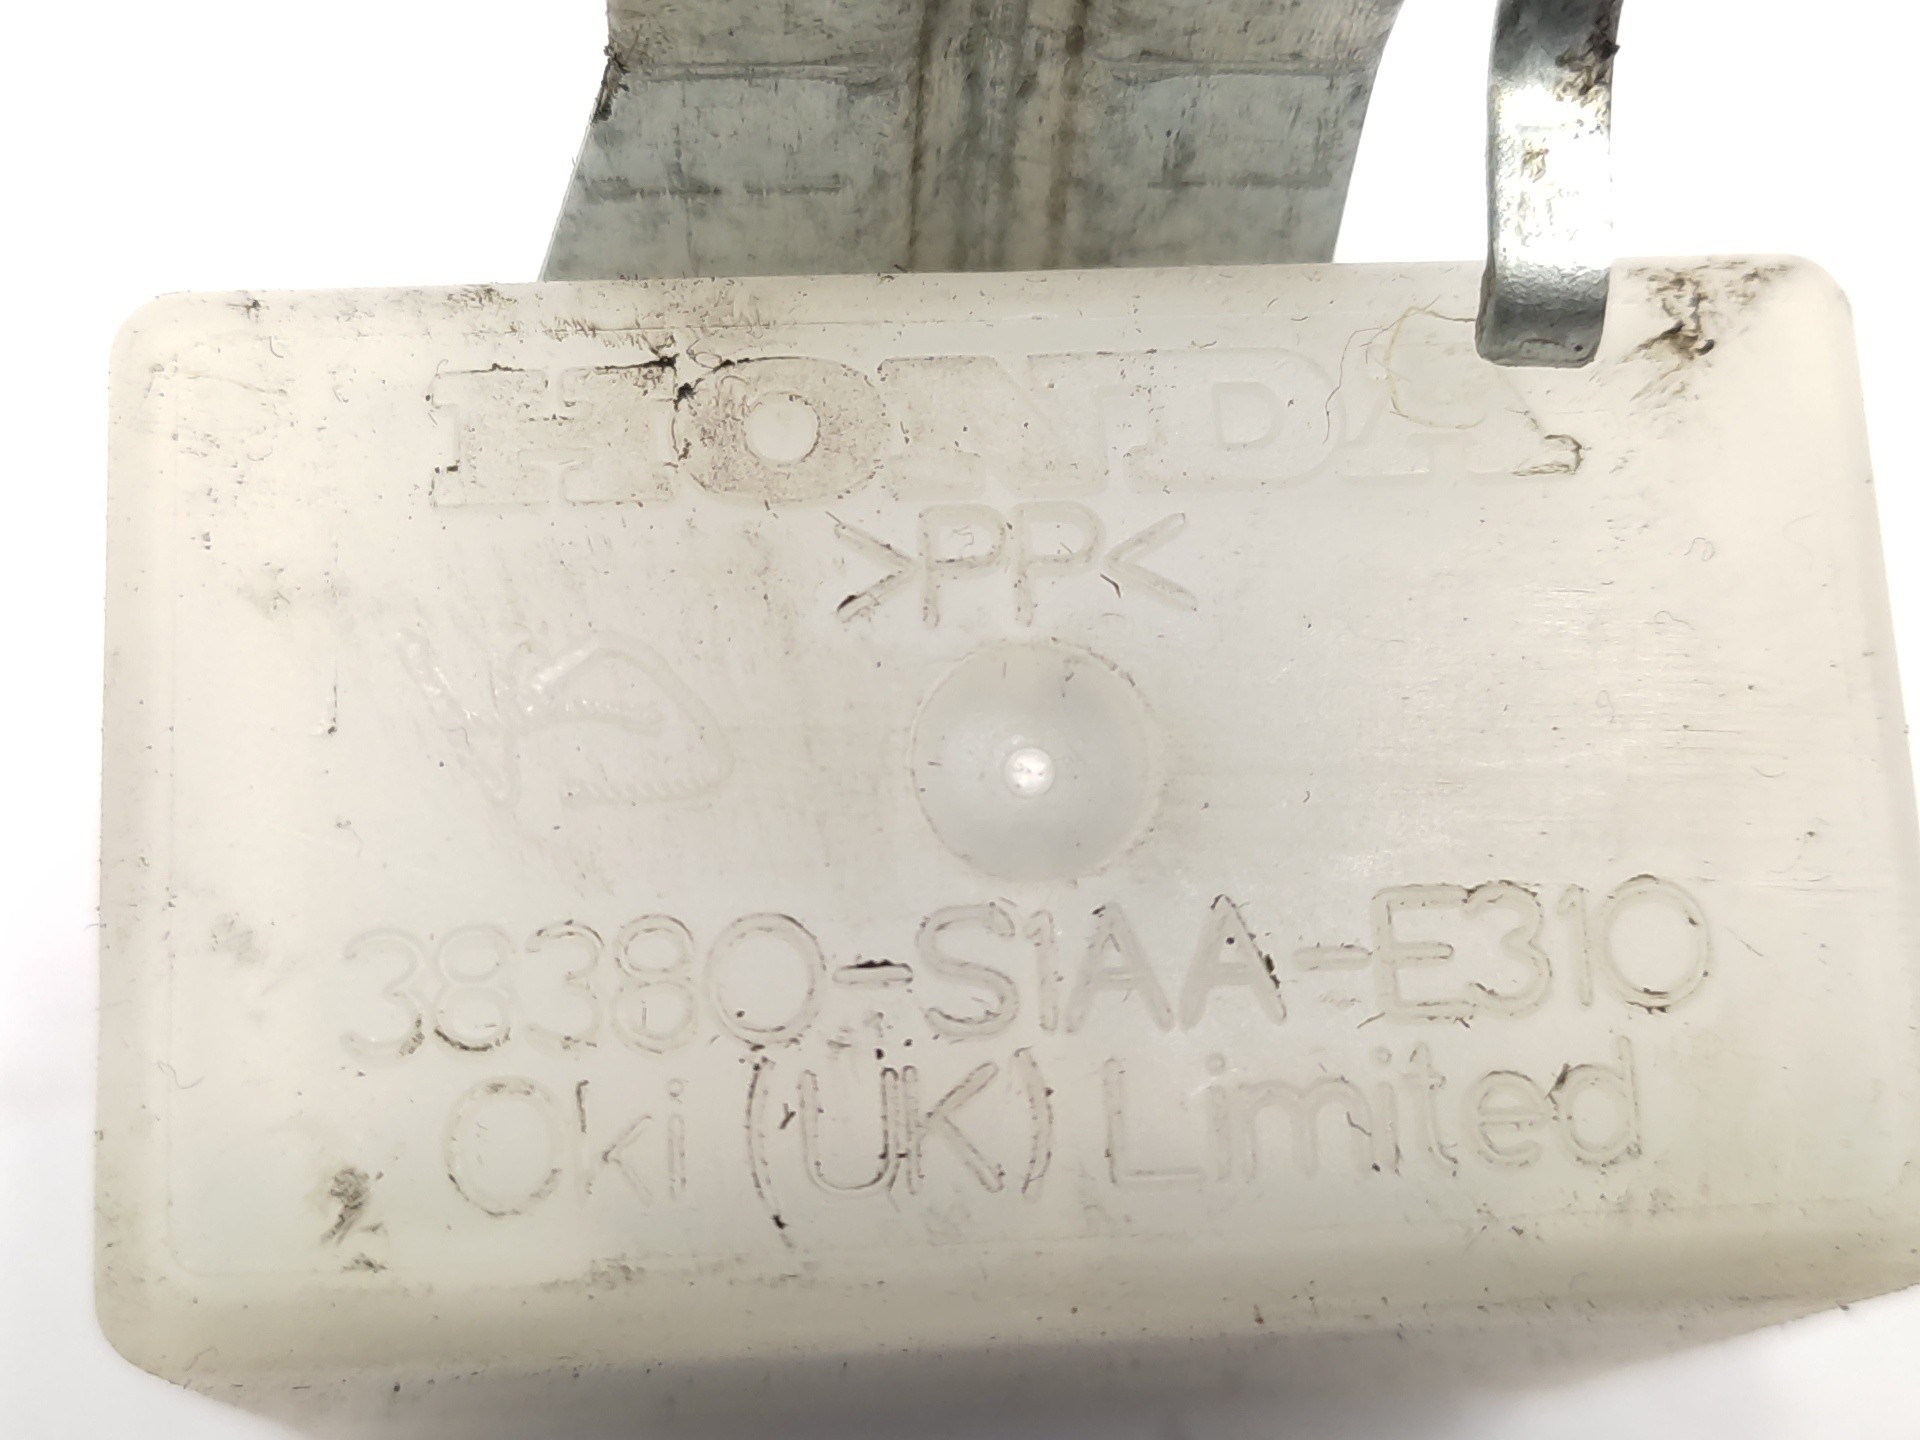 HONDA
>PP<
38380-S1AA-E310
Oki (UK) Limited